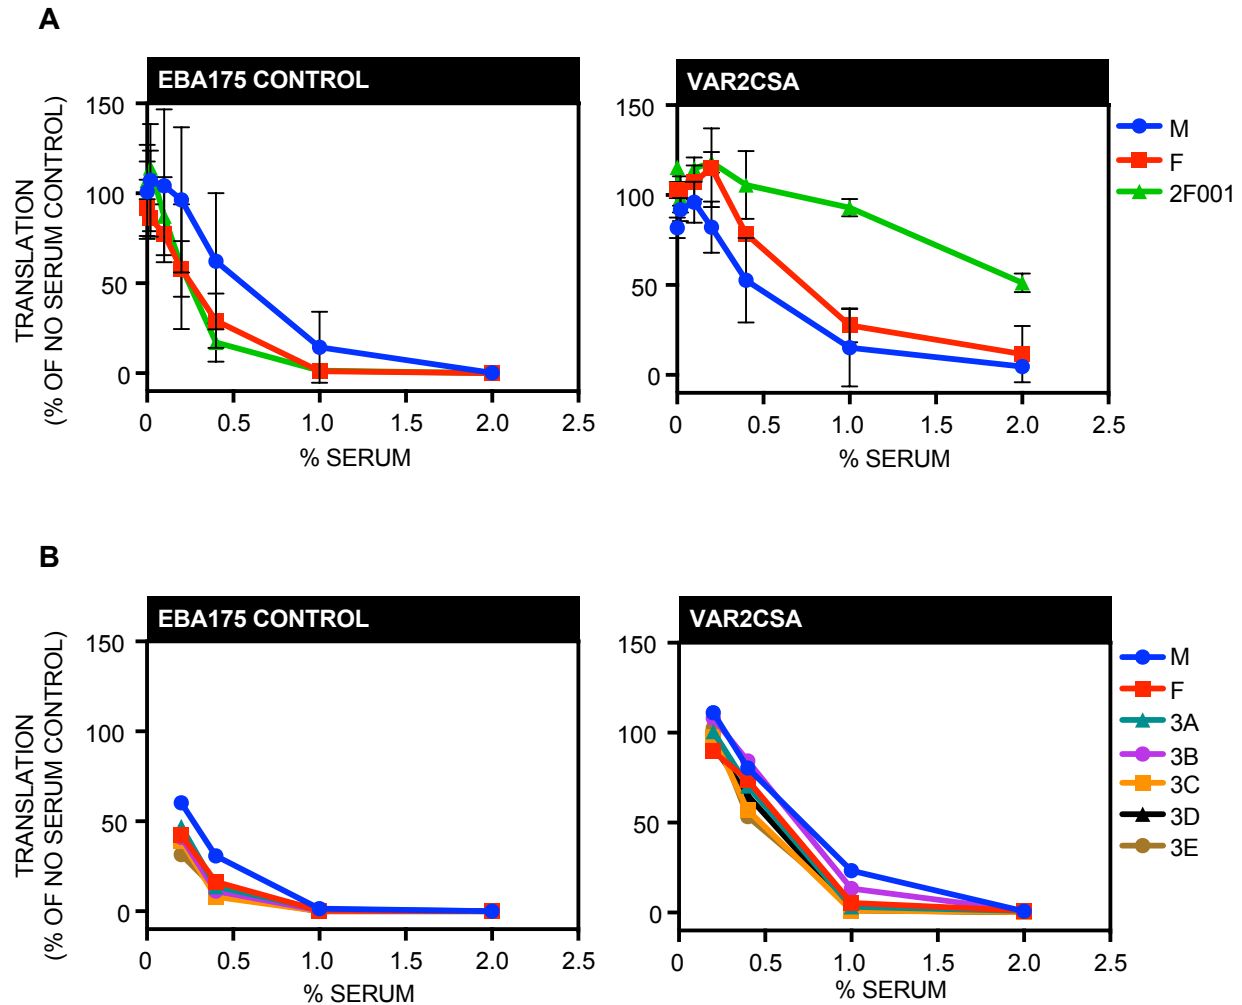 A
EBA175 CONTROL
VAR2CSA
TRANSLATION
(% OF NO SERUM CONTROL)
150
100
50
0
0 0.5 1.0 1.5 2.0 2.5
% SERUM
150
100
50
0
0 0.5 1.0 1.5 2.0 2.5
% SERUM
M
F
2F001
B
EBA175 CONTROL
VAR2CSA
TRANSLATION
(% OF NO SERUM CONTROL)
150
100
50
0
0 0.5 1.0 1.5 2.0 2.5
% SERUM
150
100
50
0
0 0.5 1.0 1.5 2.0 2.5
% SERUM
M
F
3A
3B
3C
3D
3E